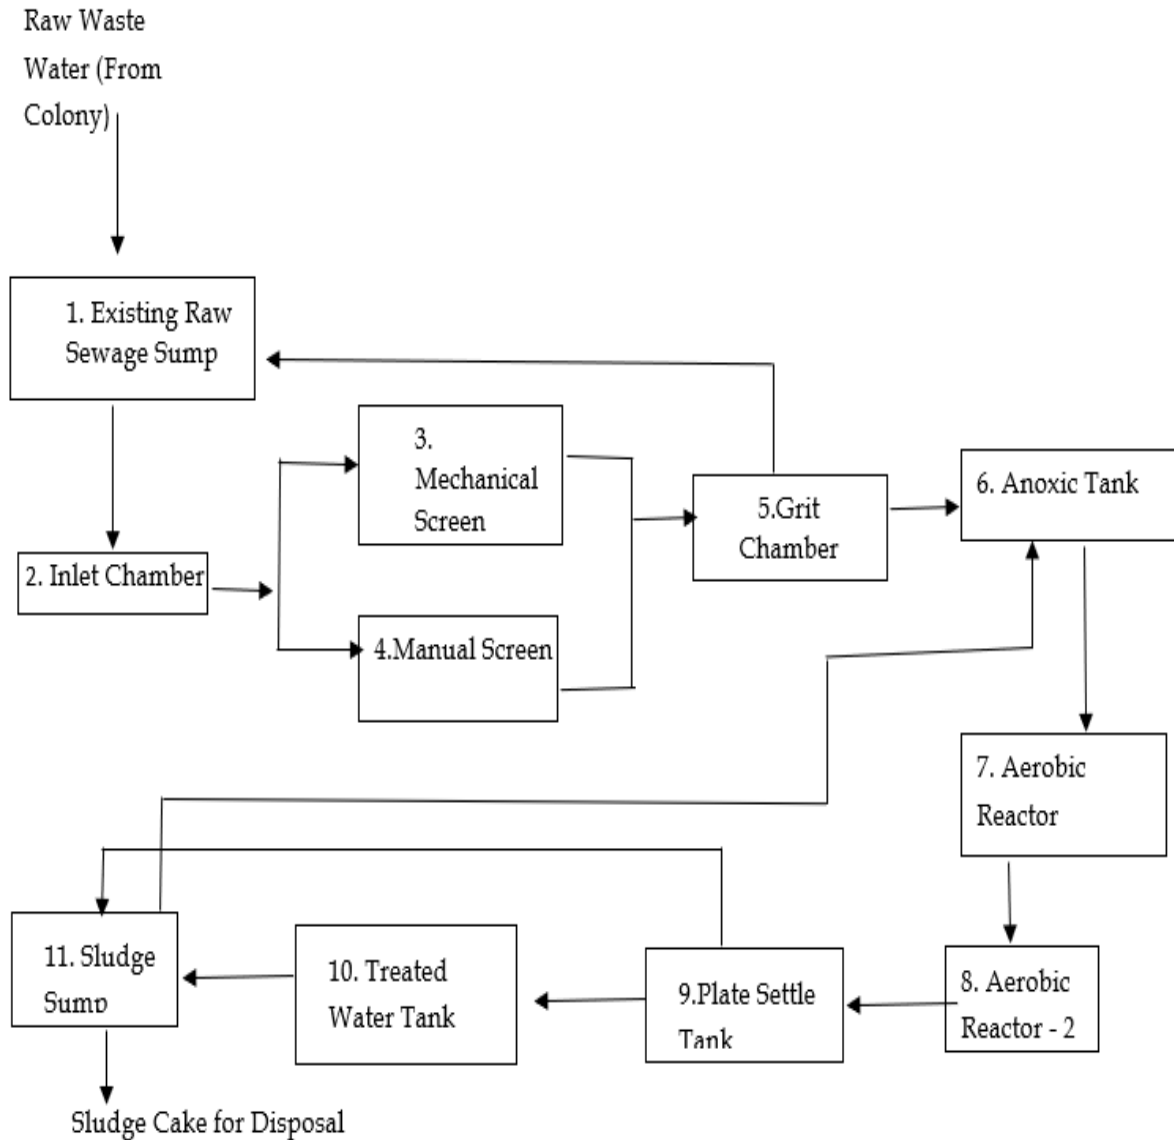 Raw Waste
Water (From
Colony)
1. Existing Raw
Sewage Sump
3.
Mechanical
Screen
5.Grit
Chamber
6. Anoxic Tank
2. Inlet Chamber
4.Manual Screen
7. Aerobic
Reactor
11. Sludge
Sump
10. Treated
Water Tank
9.Plate Settle
Tank
8. Aerobic
Reactor - 2
Sludge Cake for Disposal